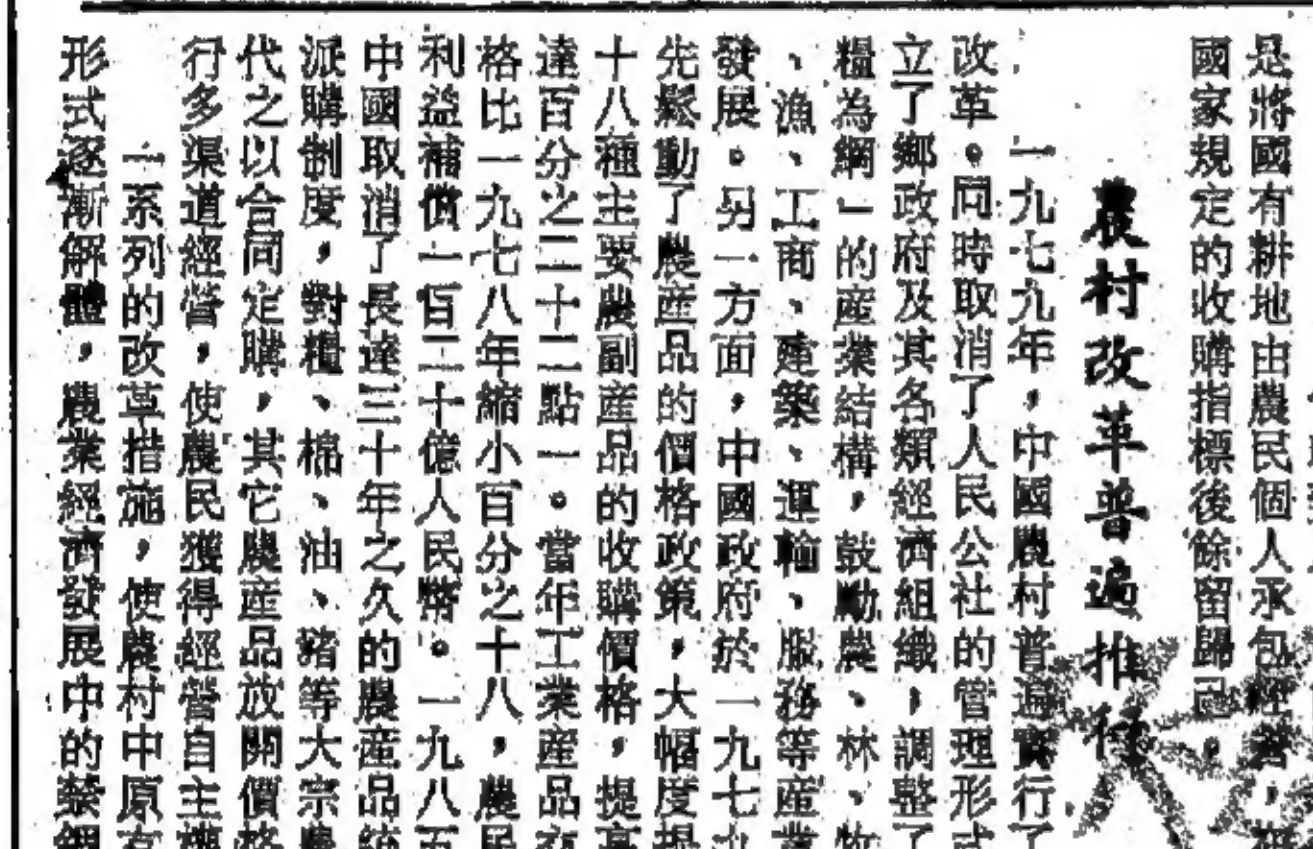 是將國有耕地由農民個人承包經營，
國家規定的收購指標後餘留歸己。
農村改革普遍推行
一九七九年，中國農村普遍實行了
改革。同時取消了人民公社的管理形式
立了鄉政府及其各類經濟組織，調整了
糧為綱」的産業結構，鼓勵農、林、牧
、漁、工商、建築、運輸、服務等産業
發展。另一方面，中國政府於一九七九
先鬆動了農産品的價格政策，大幅度提
十八種主要農副産品的收購價格，提高
達百分之二十二點一。當年工業産品在
格比一九七八年縮小百分之十八，農民
利益補償一百二十億人民幣。一九八五
中國取消了長達三十年之久的農産品統
派購制度，對糧、棉、油、豬等大宗農
代之以合同定購，其它農産品放開價格
行多渠道經營，使農民獲得經營自主權
一系列的改革措施，使農村中原有
形式逐漸解體，農業經濟發展中的禁錮